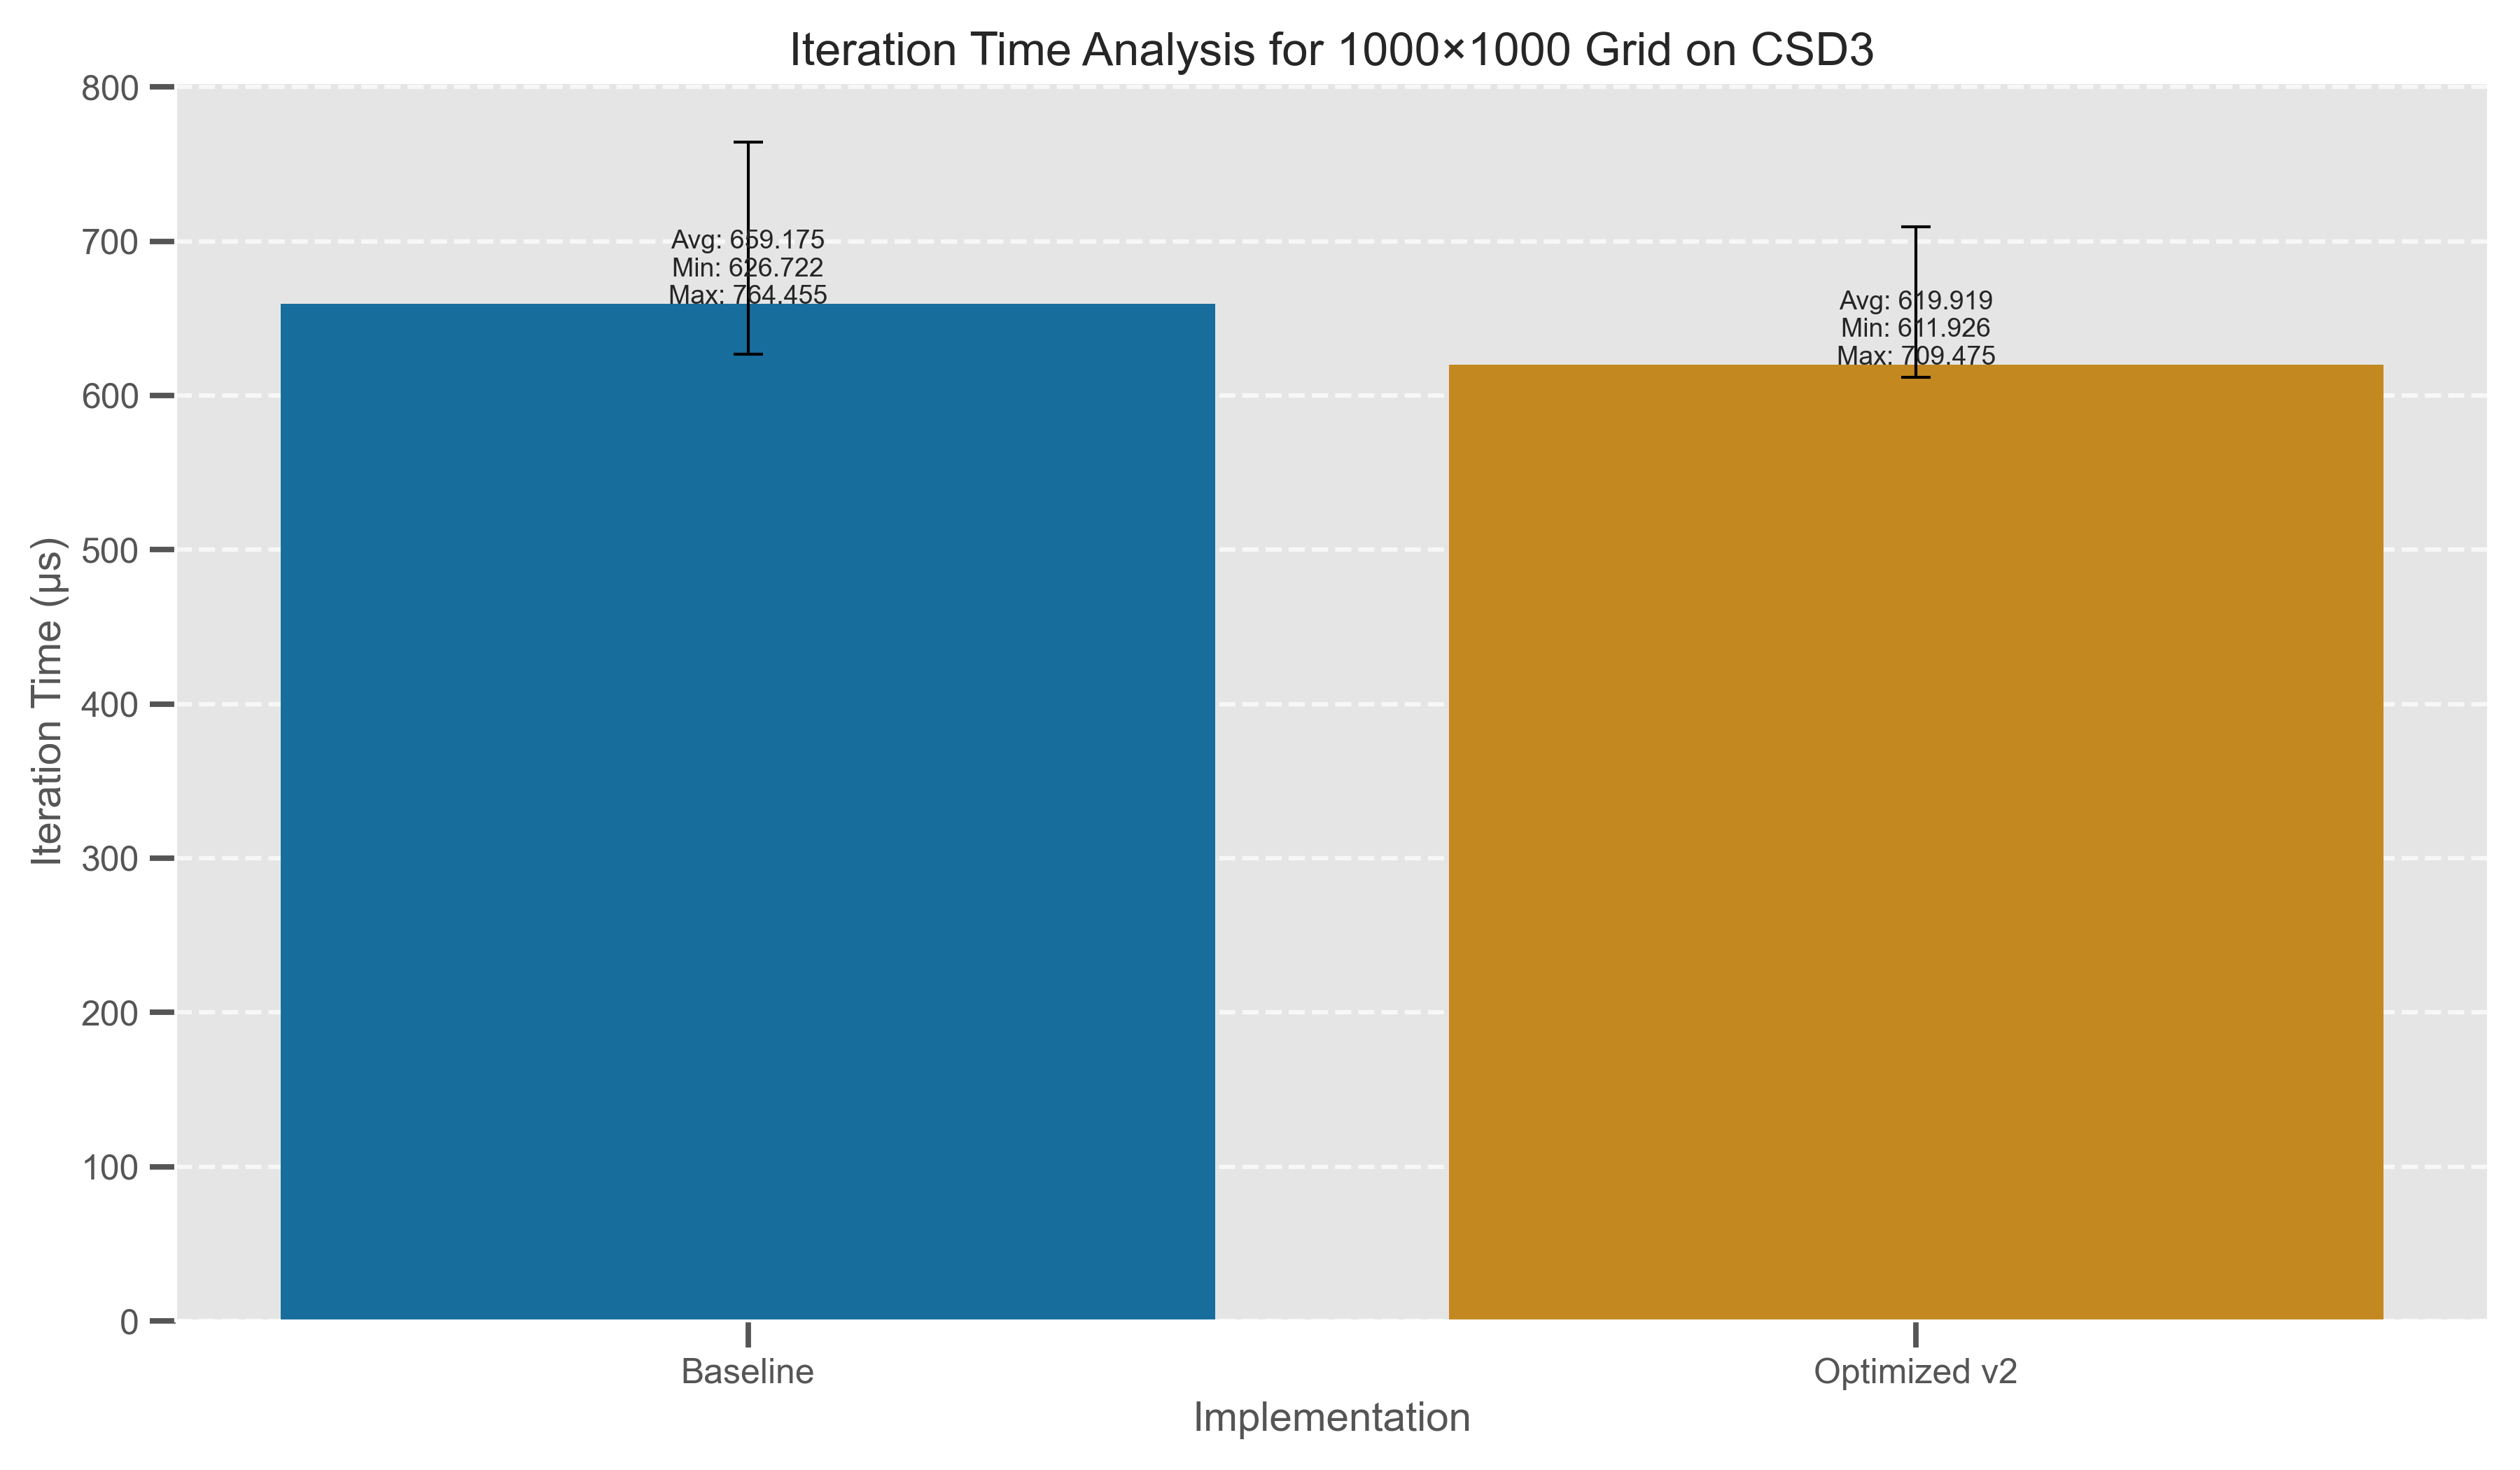 Iteration Time Analysis for 1000×1000 Grid on CSD3
800
700
600
500
400
300
200
100
0
Iteration Time (μs)
Avg: 659.175
Min: 626.722
Max: 764.455
Avg: 619.919
Min: 611.926
Max: 709.475
Baseline
Optimized v2
Implementation